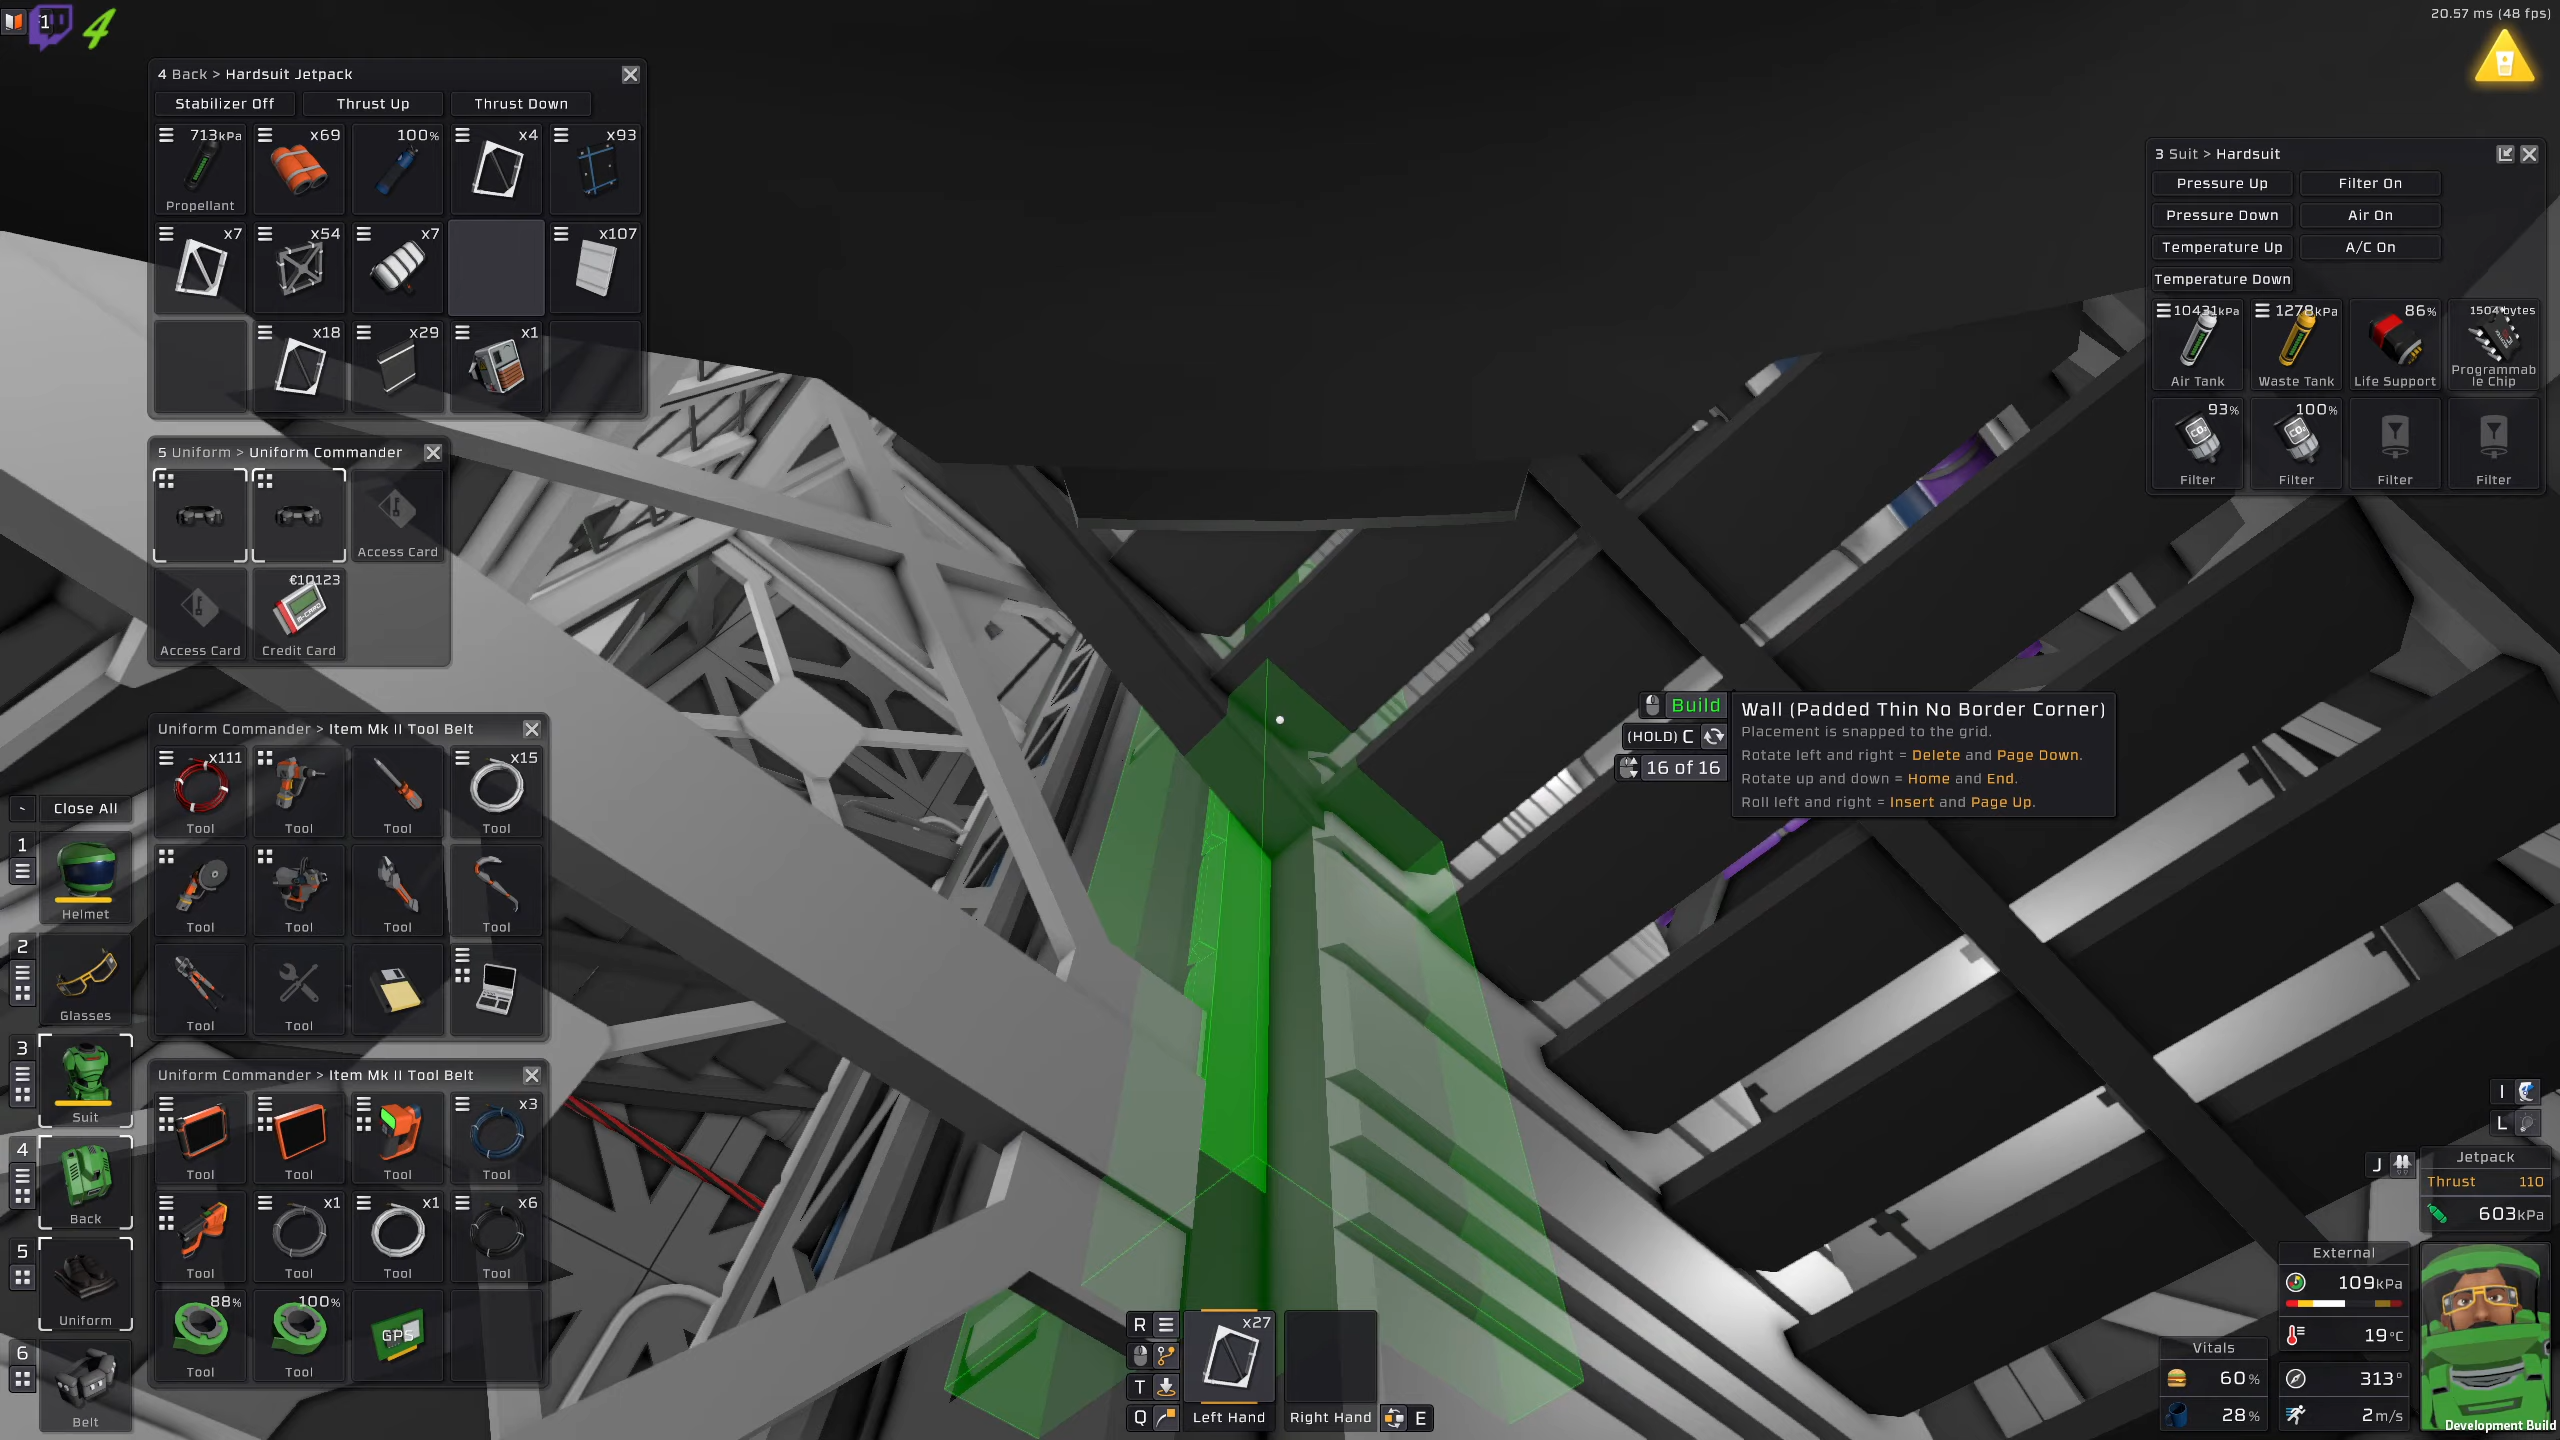 1
4
20.57 ms (48 fps)
4 Back > Hardsuit Jetpack
Stabilizer Off
Thrust Up
Thrust Down
713kPa
x69
100%
x4
x93
Propellant
x7
x54
x7
x107
x18
x29
x1
5 Uniform > Uniform Commander
Access Card
€10123
Access Card
Credit Card
Uniform Commander > Item Mk II Tool Belt
x111
x15
Tool
Tool
Tool
Tool
Tool
Tool
Tool
Tool
Tool
Tool
Uniform Commander > Item Mk II Tool Belt
x3
Tool
Tool
Tool
Tool
x1
x1
x6
Tool
Tool
Tool
Tool
88%
100%
GPS
Tool
Tool
Tool
~
Close All
1
Helmet
2
Glasses
3
Suit
4
Back
5
Uniform
6
Belt
3 Suit > Hardsuit
Pressure Up
Filter On
Pressure Down
Air On
Temperature Up
A/C On
Temperature Down
10431kPa
1278kPa
86%
1504 bytes
Air Tank
Waste Tank
Life Support
Programmab
le Chip
93%
100%
CO₂
CO₂
Filter
Filter
Filter
Filter
Build
(HOLD) C
16 of 16
Wall (Padded Thin No Border Corner)
Placement is snapped to the grid.
Rotate left and right = Delete and Page Down.
Rotate up and down = Home and End.
Roll left and right = Insert and Page Up.
R
T
Q
x27
Left Hand
Right Hand
E
I
L
J
Jetpack
Thrust 110
603kPa
External
109kPa
19°C
313°
2m/s
Vitals
60%
28%
Development Build